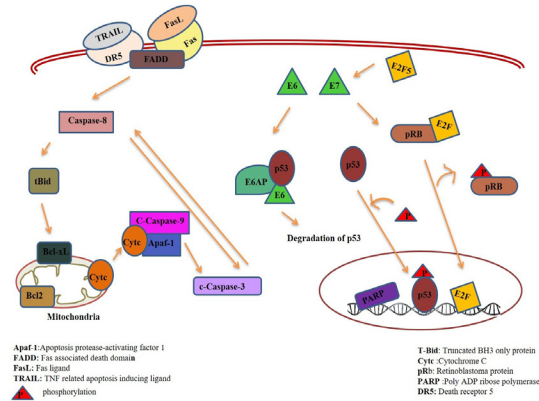 TRAIL
FasL
DR5
Fas
FADD
E2F5
E6
E7
Caspase-8
pRB
E2F
p53
E6AP
E6
p53
P
pRB
tBid
C-Caspase-9
Cytc
Apaf-1
P
Degradation of p53
Bcl-xL
Cytc
Bcl2
c-Caspase-3
P
PARP
p53
E2F
Mitochondria
Apaf-1:Apoptosis protease-activating factor 1
FADD: Fas associated death domain
FasL: Fas ligand
TRAIL: TNF related apoptosis inducing ligand
P phosphorylation
T-Bid: Truncated BH3 only protein
Cytc :Cytochrome C
pRb: Retinoblastoma protein
PARP :Poly ADP ribose polymerase
DR5: Death receptor 5